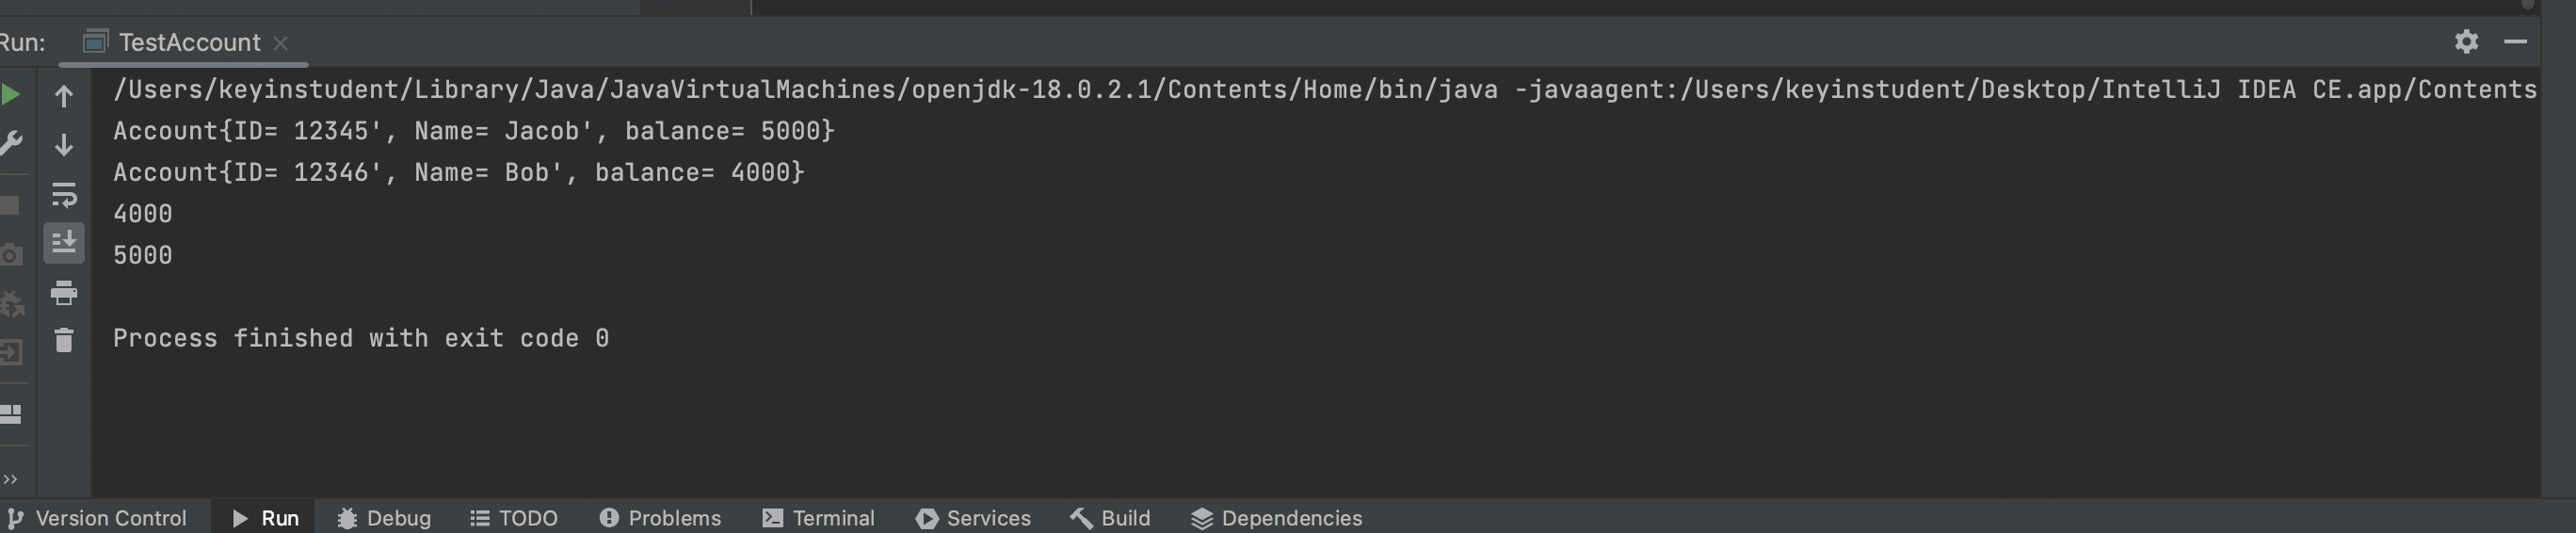 Run: TestAccount
/Users/keyinstudent/Library/Java/JavaVirtualMachines/openjdk-18.0.2.1/Contents/Home/bin/java -javaagent:/Users/keyinstudent/Desktop/IntelliJ IDEA CE.app/Contents
Account{ID= 12345', Name= Jacob', balance= 5000}
Account{ID= 12346', Name= Bob', balance= 4000}
4000
5000
Process finished with exit code 0
Version Control Run Debug TODO Problems Terminal Services Build Dependencies